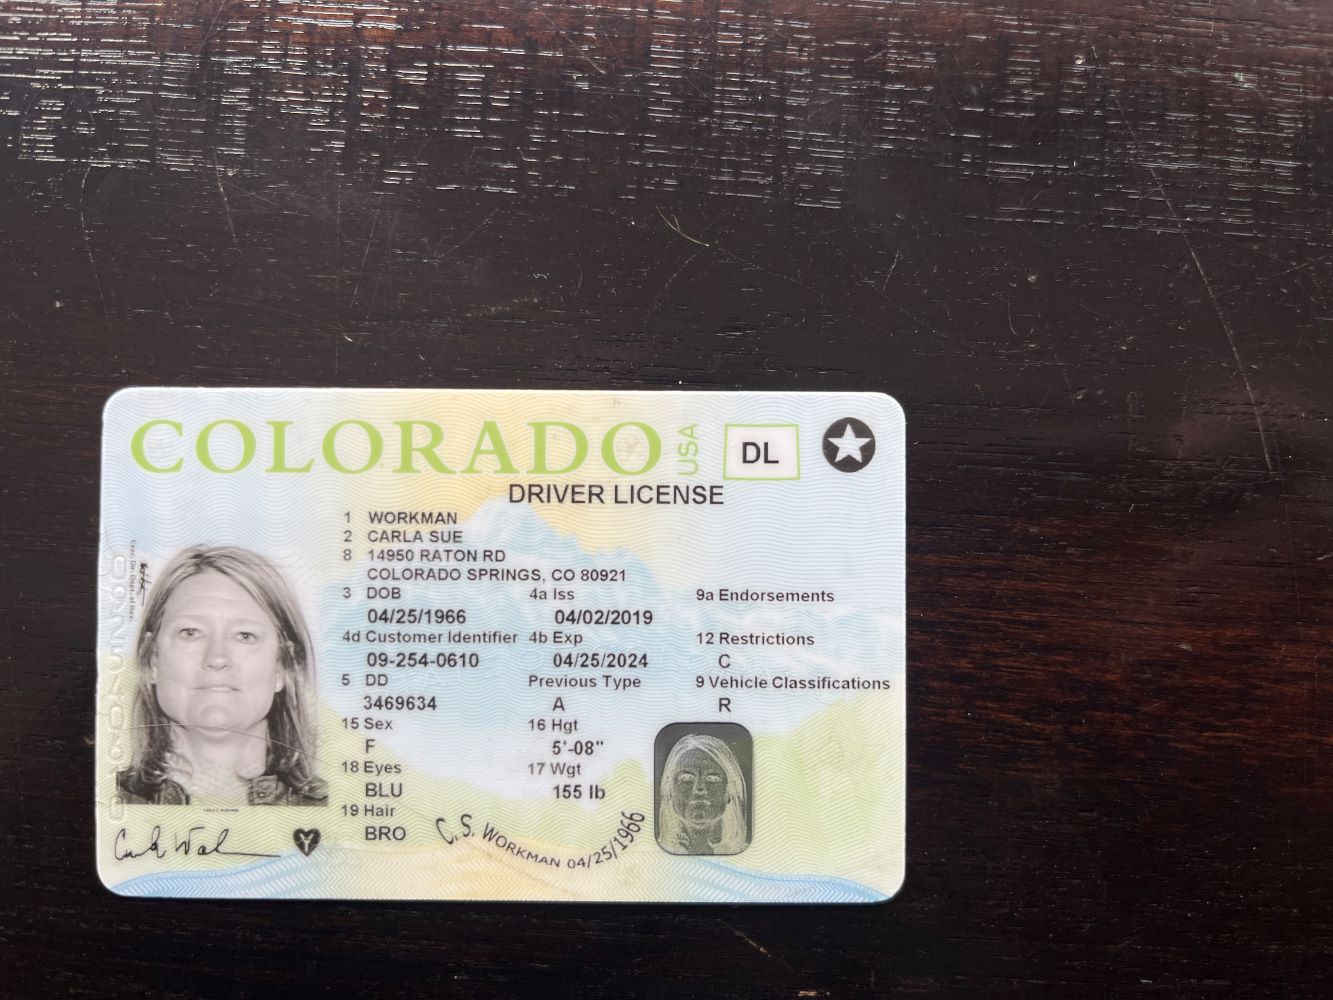 COLORADO USA DL
DRIVER LICENSE
1 WORKMAN
2 CARLA SUE
8 14950 RATON RD
COLORADO SPRINGS, CO 80921
3 DOB 4a Iss 9a Endorsements
04/25/1966 04/02/2019
4d Customer Identifier 4b Exp 12 Restrictions
09-254-0610 04/25/2024 C
5 DD Previous Type 9 Vehicle Classifications
3469634 A R
15 Sex 16 Hgt
F 5'-08"
18 Eyes 17 Wgt
BLU 155 lb
19 Hair
BRO
C.S. WORKMAN 04/25/1966
Exec. Dir. Dept. of Rev.
Y